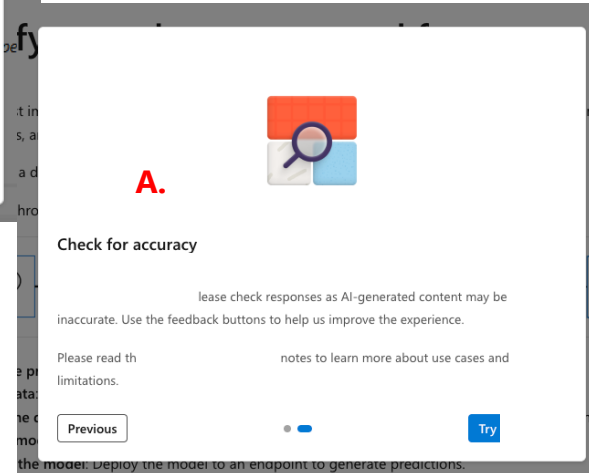 A.
Check for accuracy
lease check responses as AI-generated content may be
inaccurate. Use the feedback buttons to help us improve the experience.
Please read th notes to learn more about use cases and
limitations.
Previous
Try
the model: Deploy the model to an endpoint to generate predictions.